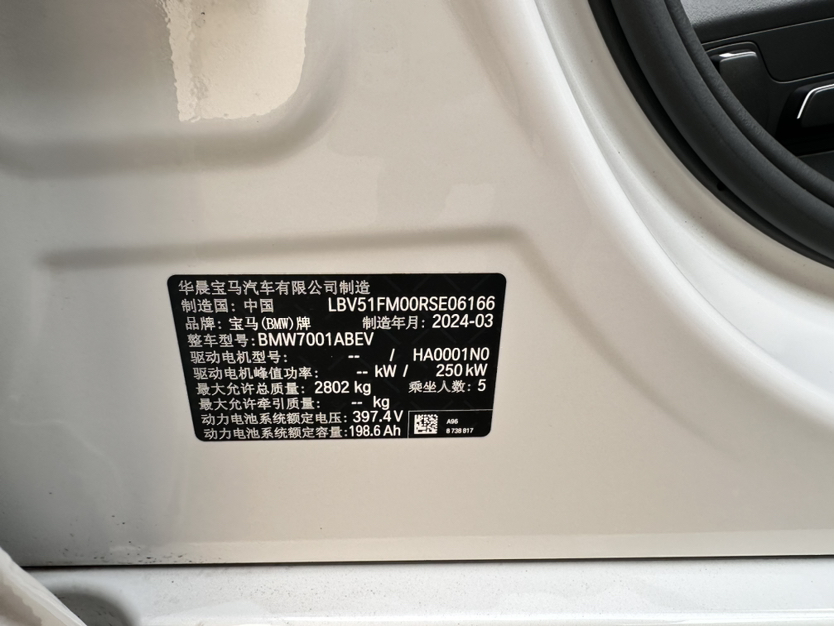 华晨宝马汽车有限公司制造
制造国: 中国 LBV51FM00RSE06166
品牌: 宝马(BMW)牌 制造年月: 2024-03
整车型号:BMW7001ABEV
驱动电机型号: -- / HA0001N0
驱动电机峰值功率: -- kW / 250 kW
最大允许总质量: 2802 kg 乘坐人数: 5
最大允许牵引质量: -- kg
动力电池系统额定电压: 397.4 V
动力电池系统额定容量:198.6 Ah
A96
8 738 817